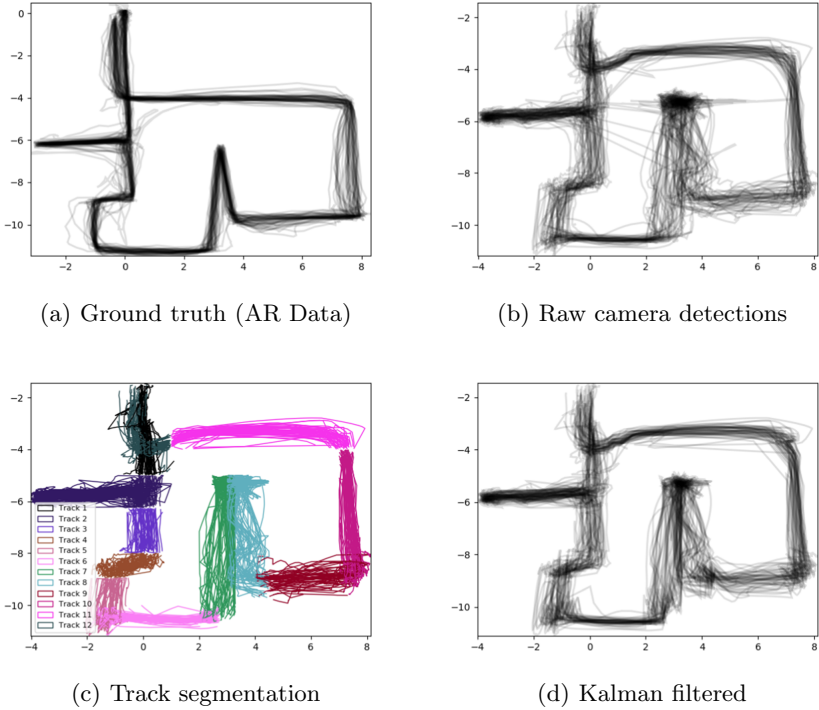 0
−2
−4
−6
−8
−10
−2 0 2 4 6 8
(a) Ground truth (AR Data)
−2
−4
−6
−8
−10
−4 −2 0 2 4 6 8
(b) Raw camera detections
−2
−4
−6
−8
−10
Track 1
Track 2
Track 3
Track 4
Track 5
Track 6
Track 7
Track 8
Track 9
Track 10
Track 11
Track 12
−4 −2 0 2 4 6 8
(c) Track segmentation
−2
−4
−6
−8
−10
−4 −2 0 2 4 6 8
(d) Kalman filtered